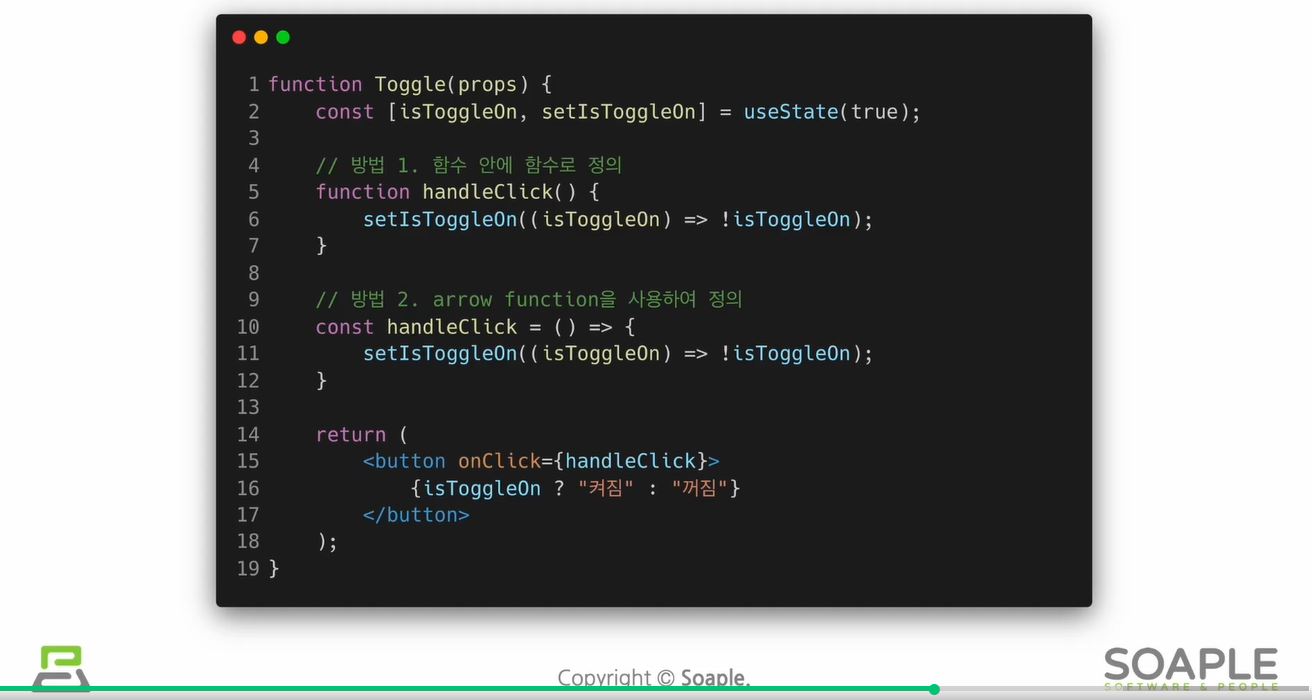 1 function Toggle(props) {
2     const [isToggleOn, setIsToggleOn] = useState(true);
3
4     // 방법 1. 함수 안에 함수로 정의
5     function handleClick() {
6         setIsToggleOn((isToggleOn) => !isToggleOn);
7     }
8
9     // 방법 2. arrow function을 사용하여 정의
10     const handleClick = () => {
11         setIsToggleOn((isToggleOn) => !isToggleOn);
12     }
13
14     return (
15         <button onClick={handleClick}>
16             {isToggleOn ? "켜짐" : "꺼짐"}
17         </button>
18     );
19 }
Copyright © Soaple.
SOAPLE
SOFTWARE & PEOPLE